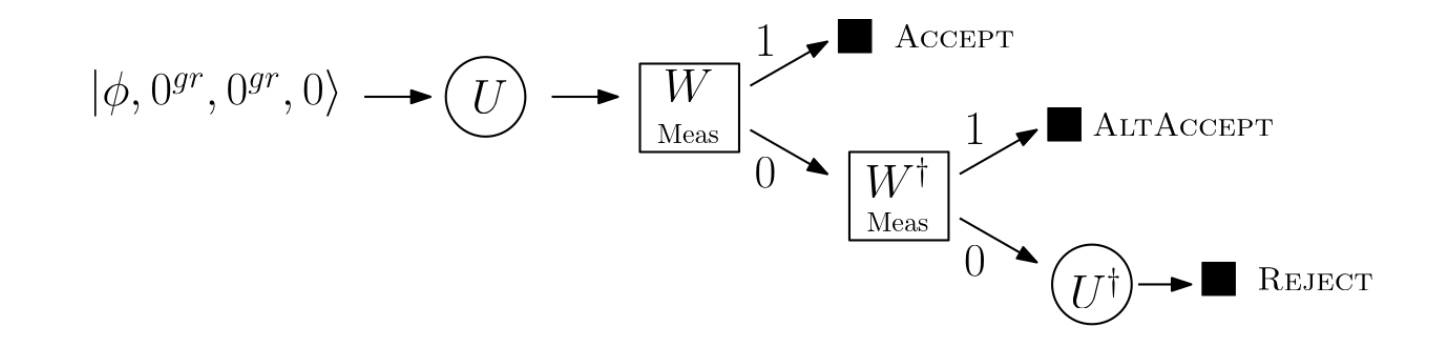 |ϕ, 0^{gr}, 0^{gr}, 0⟩
U
W
Meas
1
ACCEPT
0
W†
Meas
1
ALTACCEPT
0
U†
REJECT